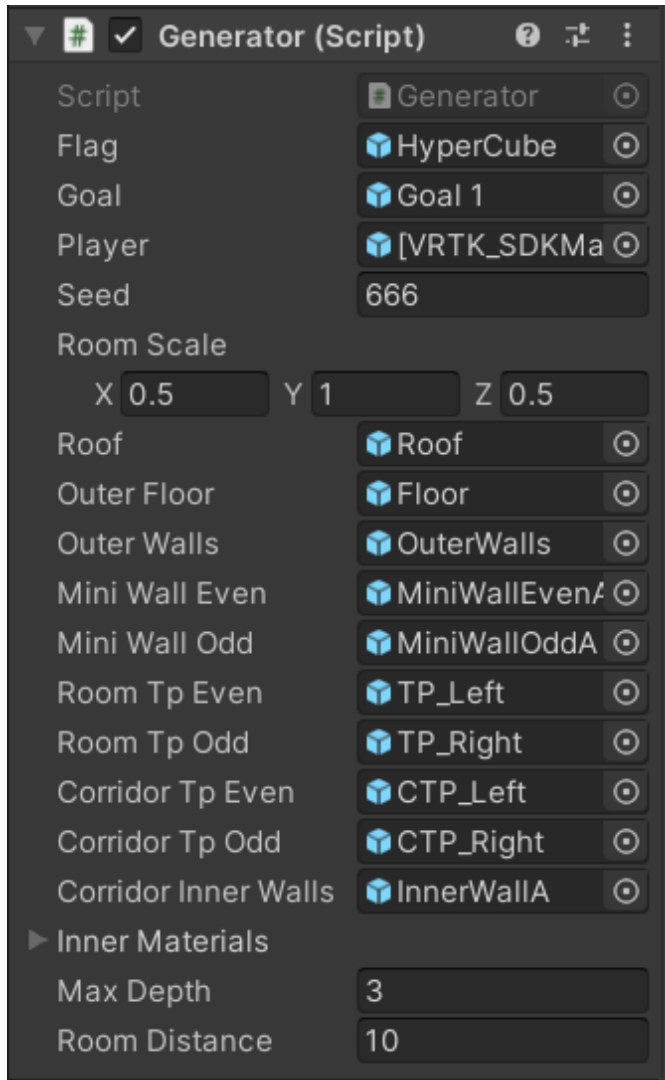 Generator (Script)
Script Generator
Flag HyperCube
Goal Goal 1
Player [VRTK_SDKMa
Seed 666
Room Scale
X 0.5 Y 1 Z 0.5
Roof Roof
Outer Floor Floor
Outer Walls OuterWalls
Mini Wall Even MiniWallEvenA
Mini Wall Odd MiniWallOddA
Room Tp Even TP_Left
Room Tp Odd TP_Right
Corridor Tp Even CTP_Left
Corridor Tp Odd CTP_Right
Corridor Inner Walls InnerWallA
Inner Materials
Max Depth 3
Room Distance 10